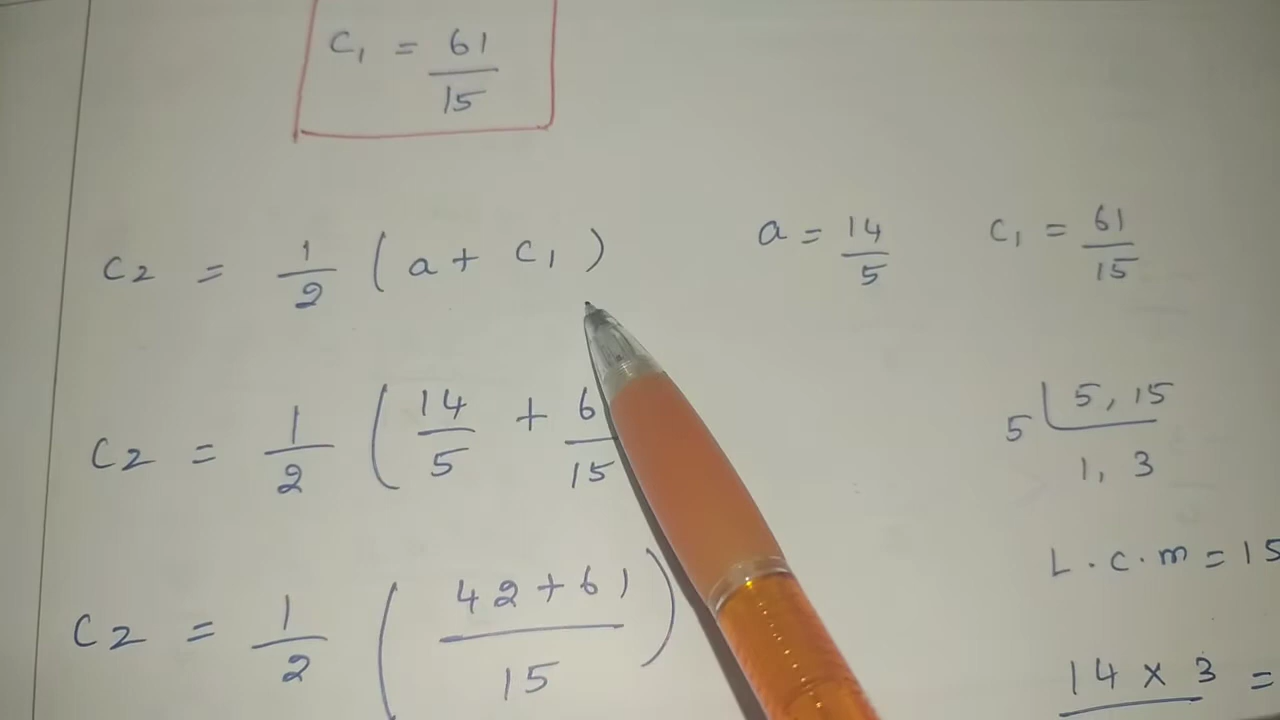 c₁ = 61/15
c₂ = 1/2 (a + c₁) a = 14/5 c₁ = 61/15
c₂ = 1/2 (14/5 + 6 /15
5 5, 15
1, 3
c₂ = 1/2 (42+61/15)
L.c.m = 15
14 x 3 =